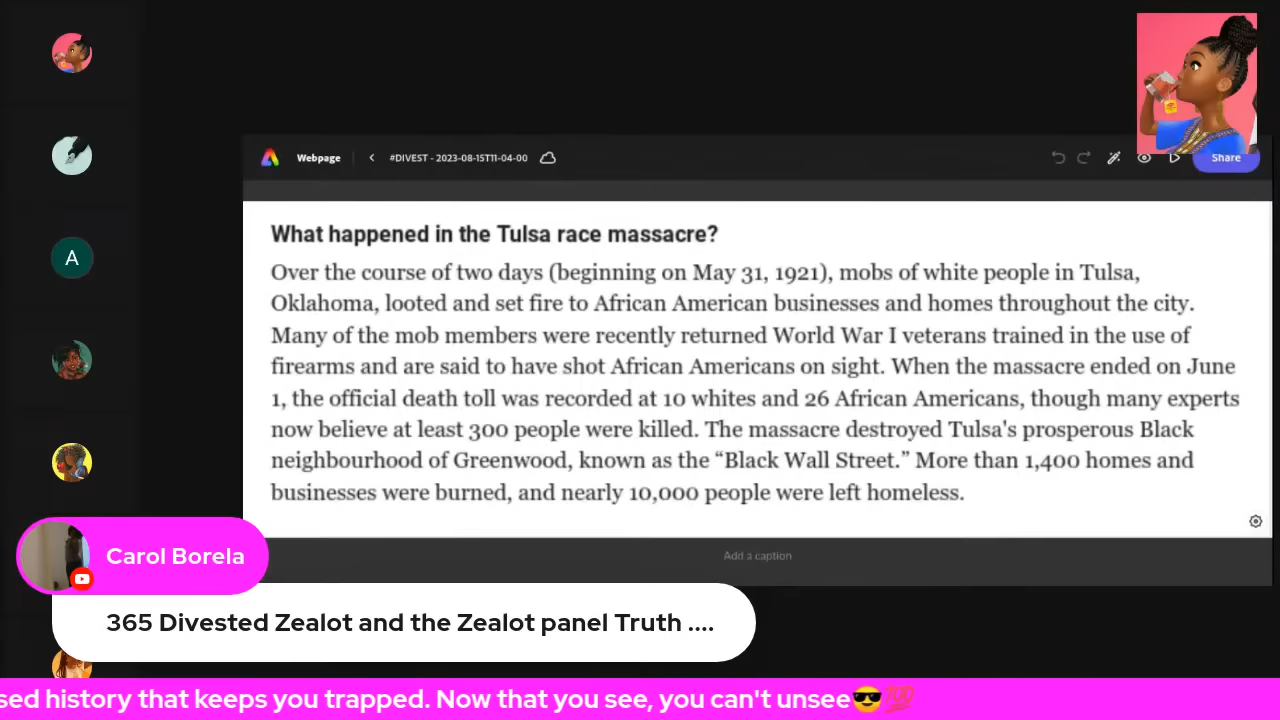 Webpage
#DIVEST - 2023-08-15T11-04-00
Share
What happened in the Tulsa race massacre?
Over the course of two days (beginning on May 31, 1921), mobs of white people in Tulsa,
Oklahoma, looted and set fire to African American businesses and homes throughout the city.
Many of the mob members were recently returned World War I veterans trained in the use of
firearms and are said to have shot African Americans on sight. When the massacre ended on June
1, the official death toll was recorded at 10 whites and 26 African Americans, though many experts
now believe at least 300 people were killed. The massacre destroyed Tulsa's prosperous Black
neighbourhood of Greenwood, known as the “Black Wall Street.” More than 1,400 homes and
businesses were burned, and nearly 10,000 people were left homeless.
Add a caption
A
Carol Borela
365 Divested Zealot and the Zealot panel Truth ....
sed history that keeps you trapped. Now that you see, you can't unsee😎💯